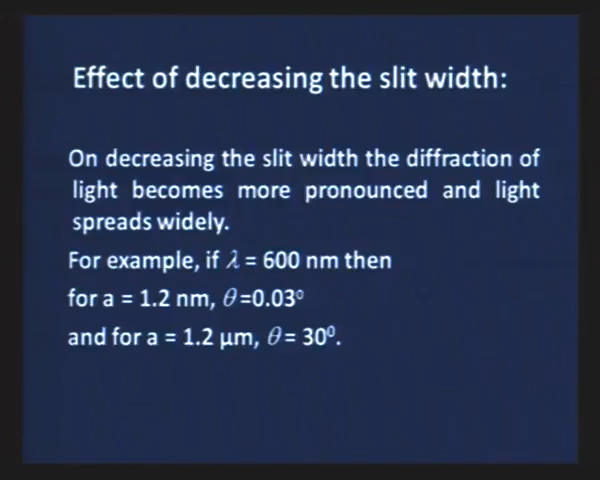 Effect of decreasing the slit width:
On decreasing the slit width the diffraction of
light becomes more pronounced and light
spreads widely.
For example, if λ = 600 nm then
for a = 1.2 nm, θ=0.03⁰
and for a = 1.2 μm, θ= 30⁰.